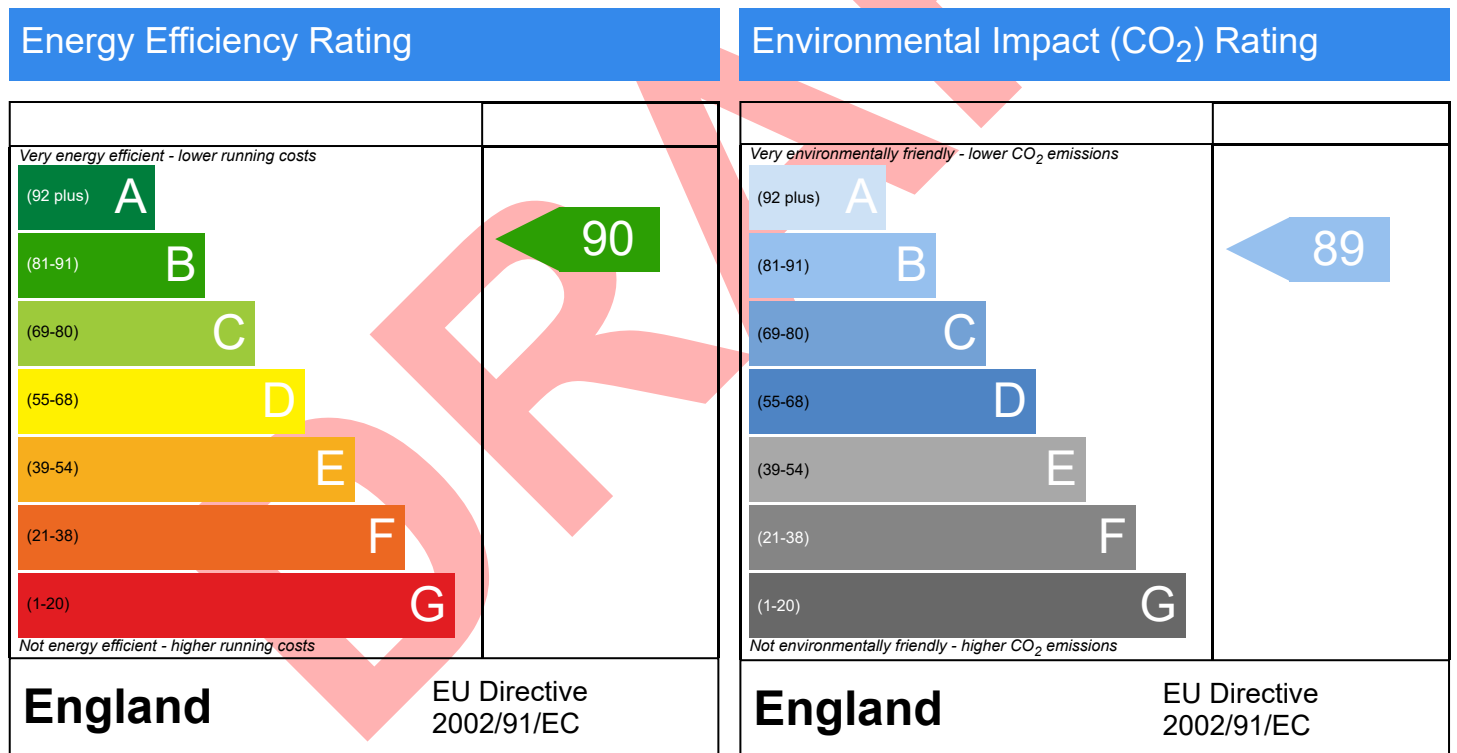 Energy Efficiency Rating
Very energy efficient - lower running costs
(92 plus) A
(81-91) B
(69-80) C
(55-68) D
(39-54) E
(21-38) F
(1-20) G
Not energy efficient - higher running costs
90
England
EU Directive
2002/91/EC
Environmental Impact (CO₂) Rating
Very environmentally friendly - lower CO₂ emissions
(92 plus) A
(81-91) B
(69-80) C
(55-68) D
(39-54) E
(21-38) F
(1-20) G
Not environmentally friendly - higher CO₂ emissions
89
England
EU Directive
2002/91/EC